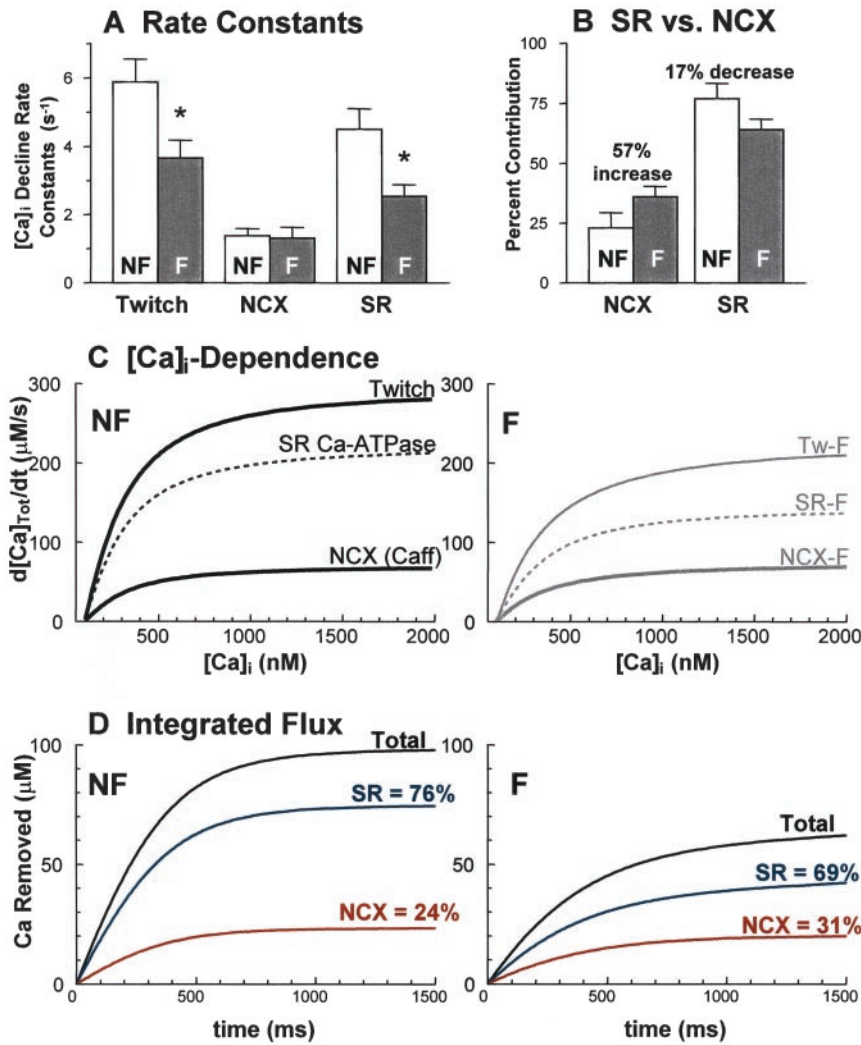 A Rate Constants
[Ca]i Decline Rate
Constants (s-1)
6
4
2
0
*
*
NF
F
NF
F
NF
F
Twitch
NCX
SR
B SR vs. NCX
Percent Contribution
100
75
50
25
0
17% decrease
57%
increase
NF
F
NF
F
NCX
SR
C [Ca]i-Dependence
d[Ca]Tot/dt (µM/s)
300
200
100
0
NF
Twitch
SR Ca-ATPase
NCX (Caff)
500
1000
1500
2000
[Ca]i (nM)
300
200
100
0
F
Tw-F
SR-F
NCX-F
500
1000
1500
2000
[Ca]i (nM)
D Integrated Flux
Ca Removed (µM)
100
50
0
NF
Total
SR = 76%
NCX = 24%
0
500
1000
1500
time (ms)
100
50
0
F
Total
SR = 69%
NCX = 31%
0
500
1000
1500
time (ms)